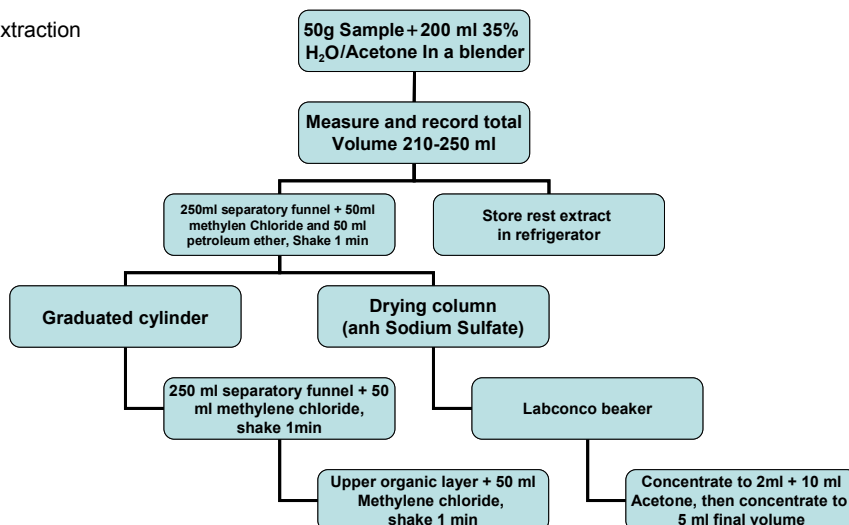 xtraction
50g Sample+200 ml 35%
H₂O/Acetone In a blender
Measure and record total
Volume 210-250 ml
250ml separatory funnel + 50ml
methylen Chloride and 50 ml
petroleum ether, Shake 1 min
Store rest extract
in refrigerator
Graduated cylinder
Drying column
(anh Sodium Sulfate)
250 ml separatory funnel + 50
ml methylene chloride,
shake 1min
Labconco beaker
Upper organic layer + 50 ml
Methylene chloride,
shake 1 min
Concentrate to 2ml + 10 ml
Acetone, then concentrate to
5 ml final volume